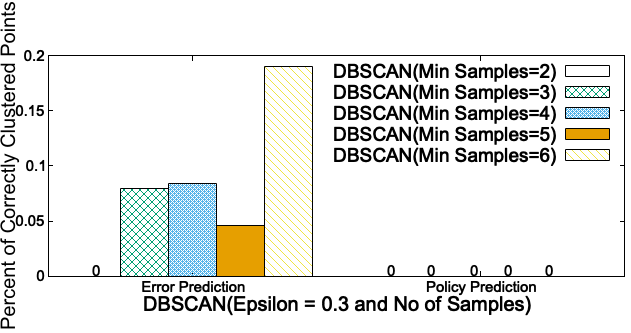 Percent of Correctly Clustered Points
0.2
0.15
0.1
0.05
0
DBSCAN(Min Samples=2)
DBSCAN(Min Samples=3)
DBSCAN(Min Samples=4)
DBSCAN(Min Samples=5)
DBSCAN(Min Samples=6)
0
0 0 0 0 0
Error Prediction
Policy Prediction
DBSCAN(Epsilon = 0.3 and No of Samples)